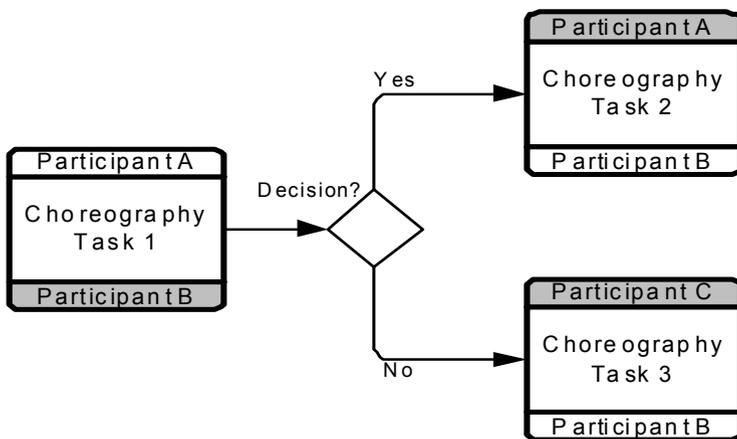 Participant A
Choreography
Task 1
Participant B
Decision?
Yes
Participant A
Choreography
Task 2
Participant B
No
Participant C
Choreography
Task 3
Participant B